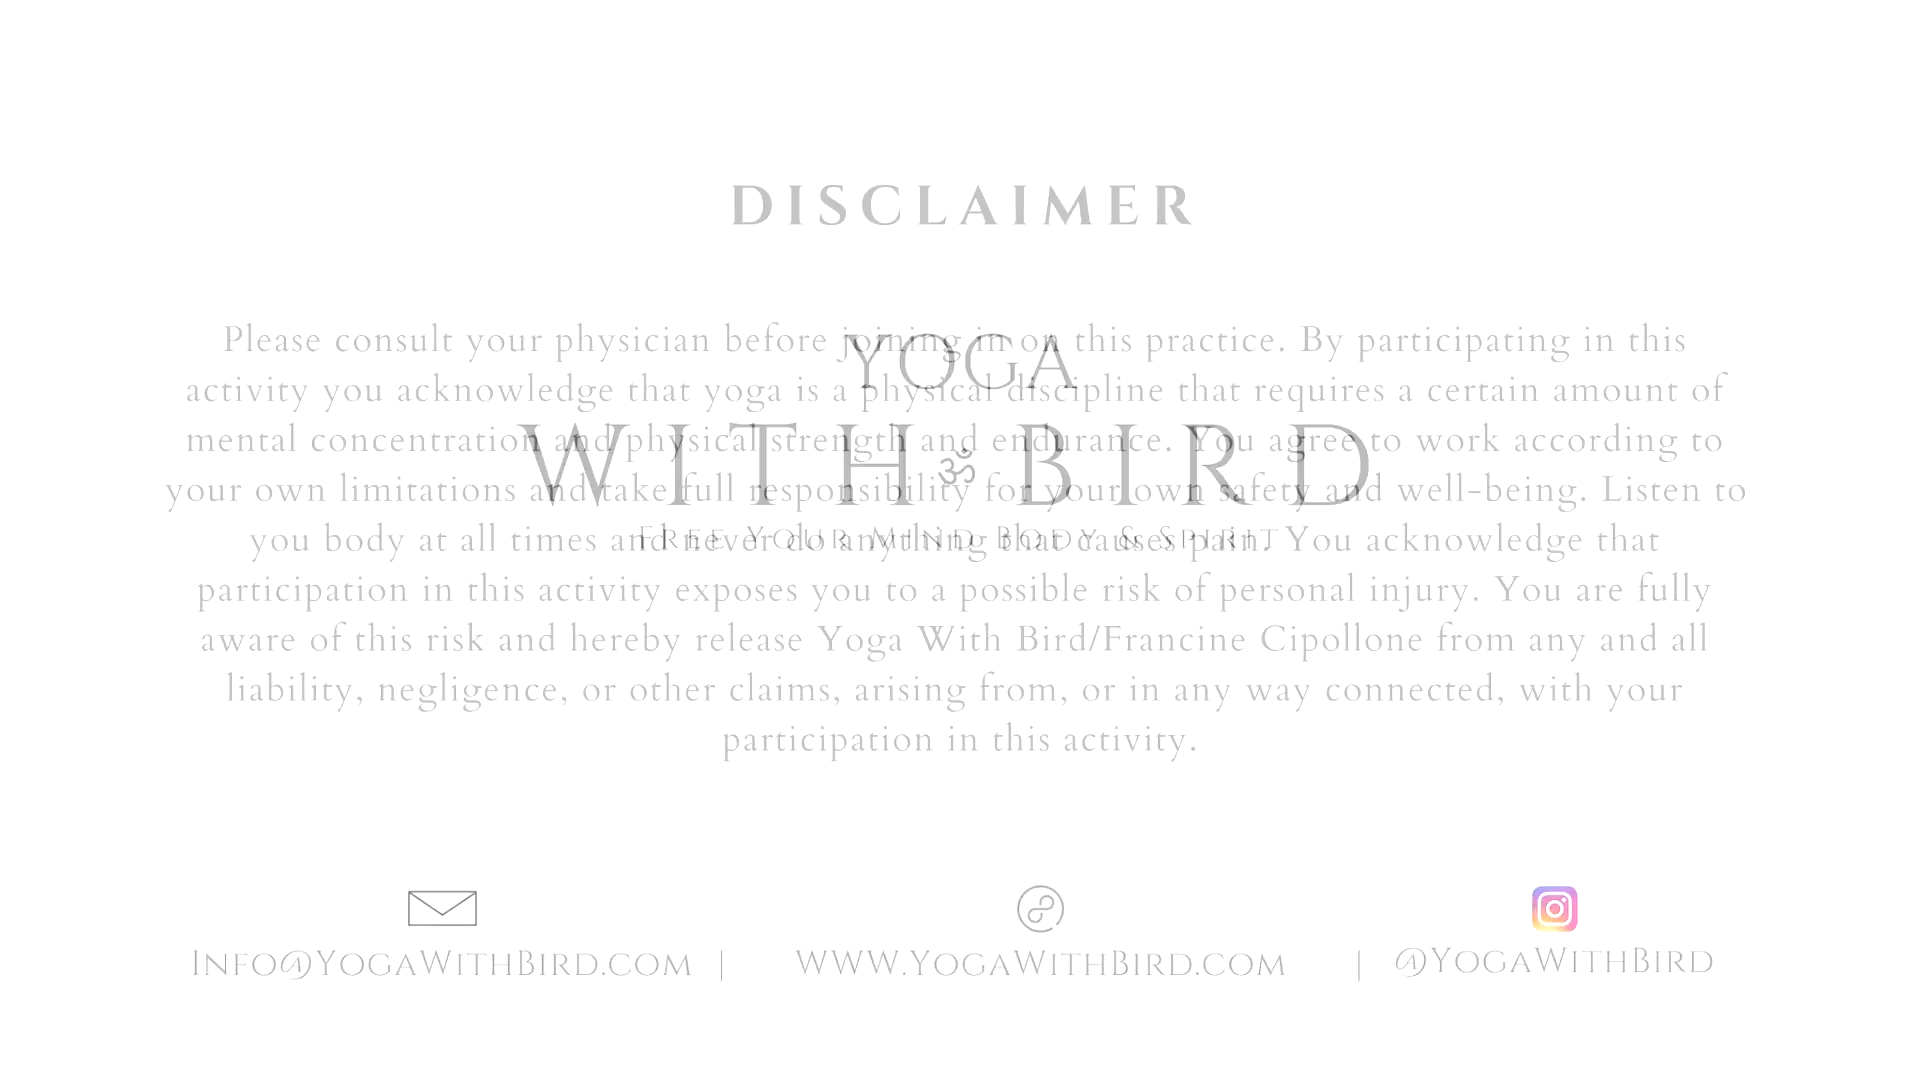 DISCLAIMER
Please consult your physician before joining in on this practice. By participating in this
activity you acknowledge that yoga is a physical discipline that requires a certain amount of
mental concentration and physical strength and endurance. You agree to work according to
your own limitations and take full responsibility for your own safety and well-being. Listen to
you body at all times and never do anything that causes pain. You acknowledge that
participation in this activity exposes you to a possible risk of personal injury. You are fully
aware of this risk and hereby release Yoga With Bird/Francine Cipollone from any and all
liability, negligence, or other claims, arising from, or in any way connected, with your
participation in this activity.
YOGA
WITH ॐ BIRD
FREE YOUR MIND BODY & SPIRIT
INFO@YOGAWITHBIRD.COM | WWW.YOGAWITHBIRD.COM | @YOGAWITHBIRD